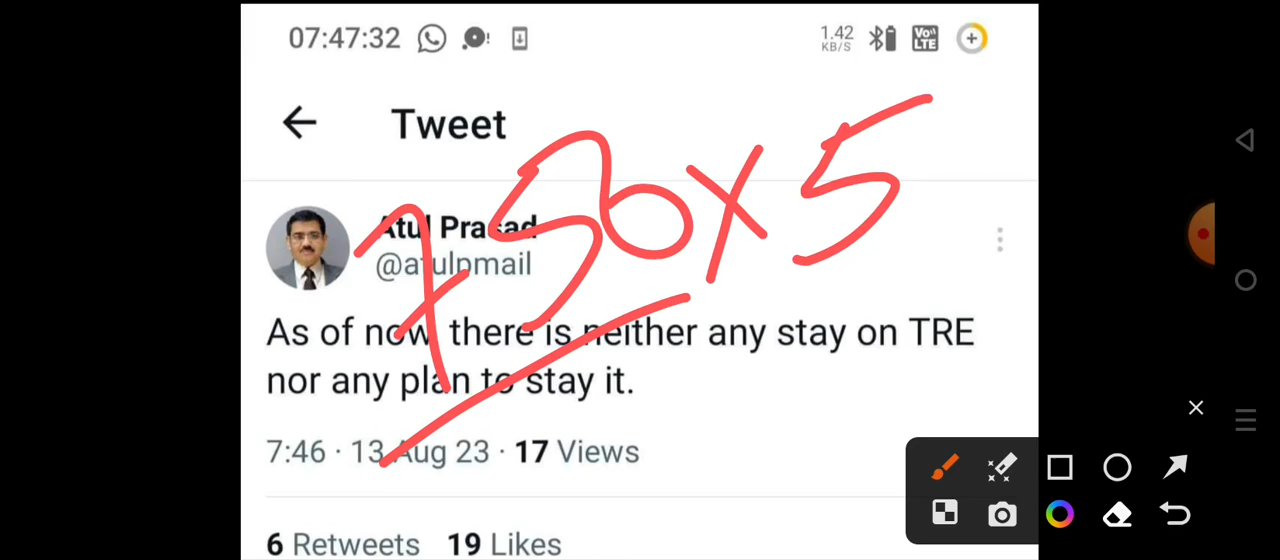 07:47:32 1.42 KB/S Vo)) LTE
Tweet
Atul Prasad
@atulpmail
750x5
As of now there is neither any stay on TRE
nor any plan to stay it.
7:46 · 13 Aug 23 · 17 Views
6 Retweets 19 Likes